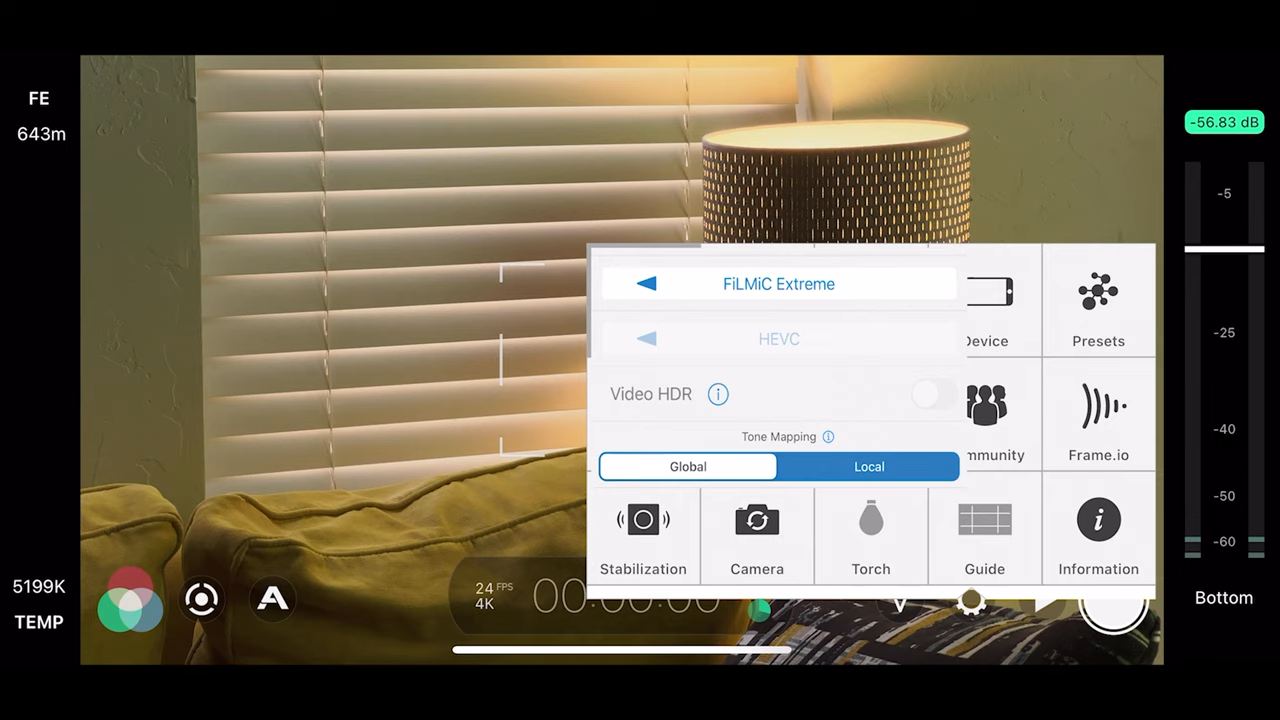 FE
643m
-56.83 dB
-5
-25
-40
-50
-60
Bottom
FiLMiC Extreme
HEVC
Video HDR
Tone Mapping
Global
Local
Device
Presets
mmunity
Frame.io
Stabilization
Camera
Torch
Guide
Information
5199K
TEMP
A
24 FPS
4K
00:00:00